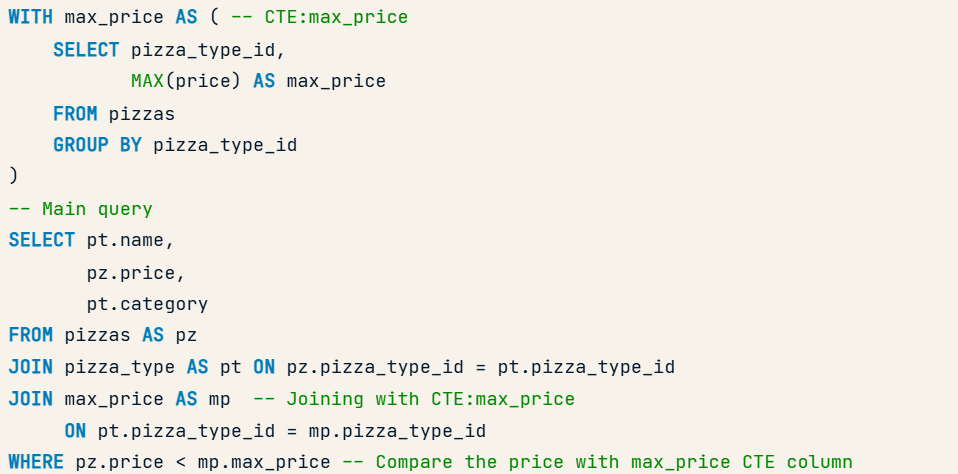 WITH max_price AS ( -- CTE:max_price
    SELECT pizza_type_id,
           MAX(price) AS max_price
    FROM pizzas
    GROUP BY pizza_type_id
)
-- Main query
SELECT pt.name,
       pz.price,
       pt.category
FROM pizzas AS pz
JOIN pizza_type AS pt ON pz.pizza_type_id = pt.pizza_type_id
JOIN max_price AS mp  -- Joining with CTE:max_price
     ON pt.pizza_type_id = mp.pizza_type_id
WHERE pz.price < mp.max_price -- Compare the price with max_price CTE column